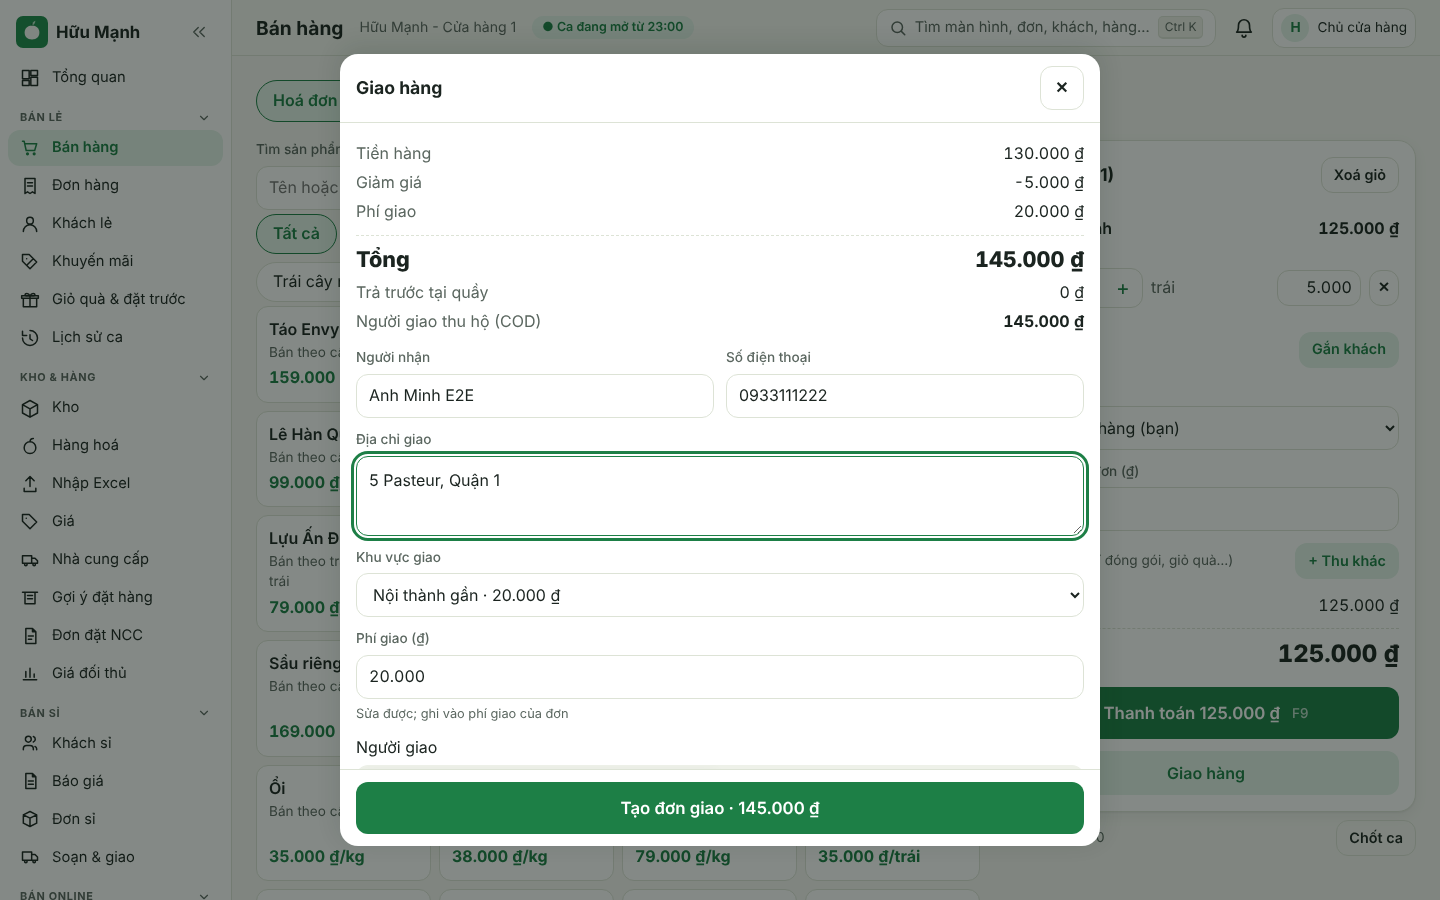 Hữu Mạnh
Tổng quan
BÁN LẺ
Bán hàng
Đơn hàng
Khách lẻ
Khuyến mãi
Giỏ quà & đặt trước
Lịch sử ca
KHO & HÀNG
Kho
Hàng hoá
Nhập Excel
Giá
Nhà cung cấp
Gợi ý đặt hàng
Đơn đặt NCC
Giá đối thủ
BÁN SỈ
Khách sỉ
Báo giá
Đơn sỉ
Soạn & giao
BÁN ONLINE
Bán hàng
Hữu Mạnh - Cửa hàng 1
Ca đang mở từ 23:00
Tìm màn hình, đơn, khách, hàng...
Ctrl K
H
Chủ cửa hàng
Hoá đơn
Tìm sản phẩm
Tên hoặc
Tất cả
Trái cây
Táo Envy
Bán theo
159.000
Lê Hàn
Bán theo
99.000 ₫
Lựu Ấn
Bán theo
trái
79.000 ₫
Sầu riêng
Bán theo
169.000
Ổi
Bán theo
35.000 ₫/kg
38.000 ₫/kg
79.000 ₫/kg
35.000 ₫/trái
Giao hàng
×
Tiền hàng 130.000 ₫
Giảm giá -5.000 ₫
Phí giao 20.000 ₫
Tổng 145.000 ₫
Trả trước tại quầy 0 ₫
Người giao thu hộ (COD) 145.000 ₫
Người nhận
Anh Minh E2E
Số điện thoại
0933111222
Địa chỉ giao
5 Pasteur, Quận 1
Khu vực giao
Nội thành gần · 20.000 ₫
Phí giao (₫)
20.000
Sửa được; ghi vào phí giao của đơn
Người giao
Tạo đơn giao · 145.000 ₫
1)
Xoá giỏ
125.000 ₫
+
trái
5.000
×
Gắn khách
hàng (bạn)
(₫)
đóng gói, giỏ quà...)
+ Thu khác
125.000 ₫
125.000 ₫
Thanh toán 125.000 ₫ F9
Giao hàng
Chốt ca